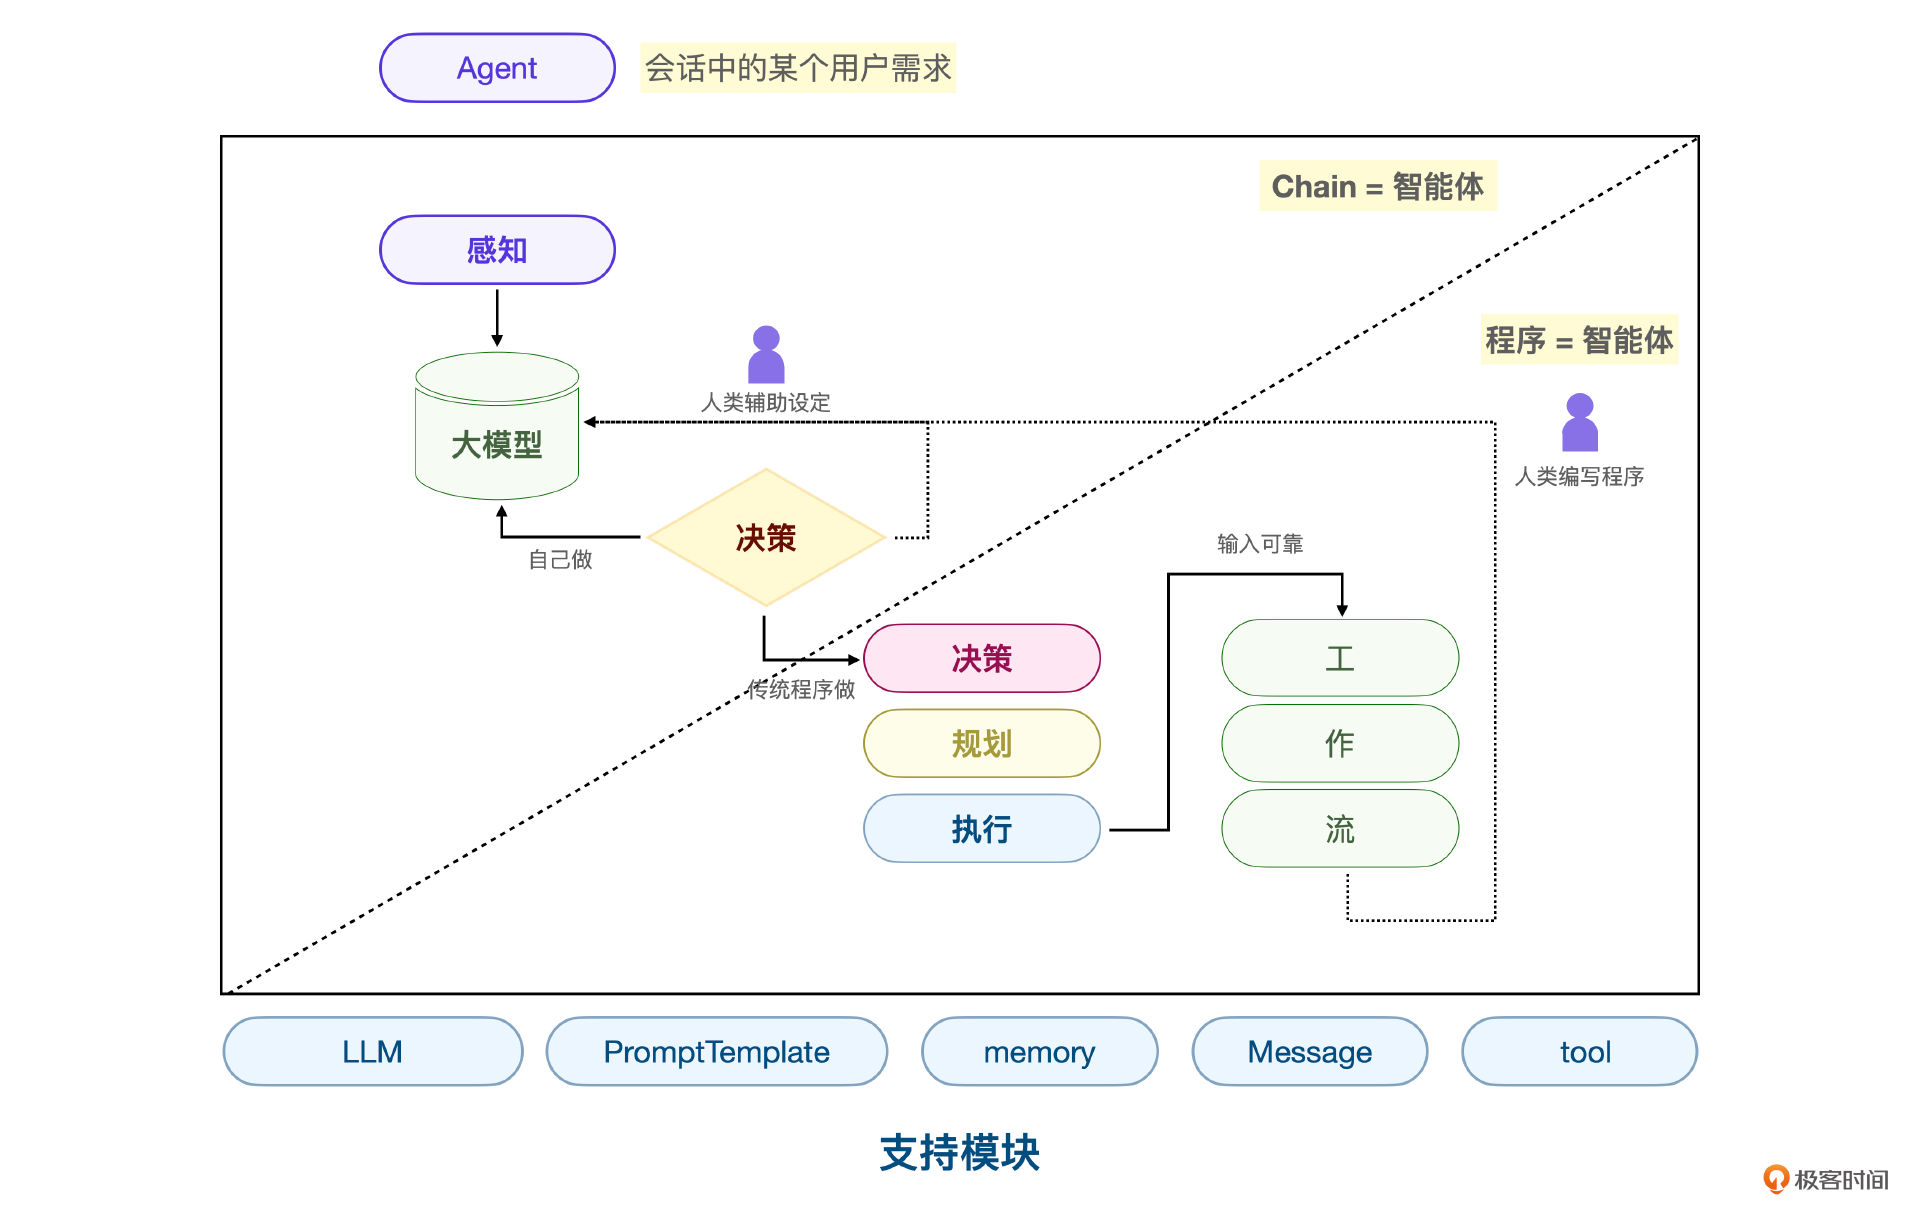 Agent
会话中的某个用户需求
Chain = 智能体
感知
程序 = 智能体
人类辅助设定
大模型
人类编写程序
决策
自己做
输入可靠
传统程序做
决策
工
规划
作
执行
流
LLM
PromptTemplate
memory
Message
tool
支持模块
极客时间